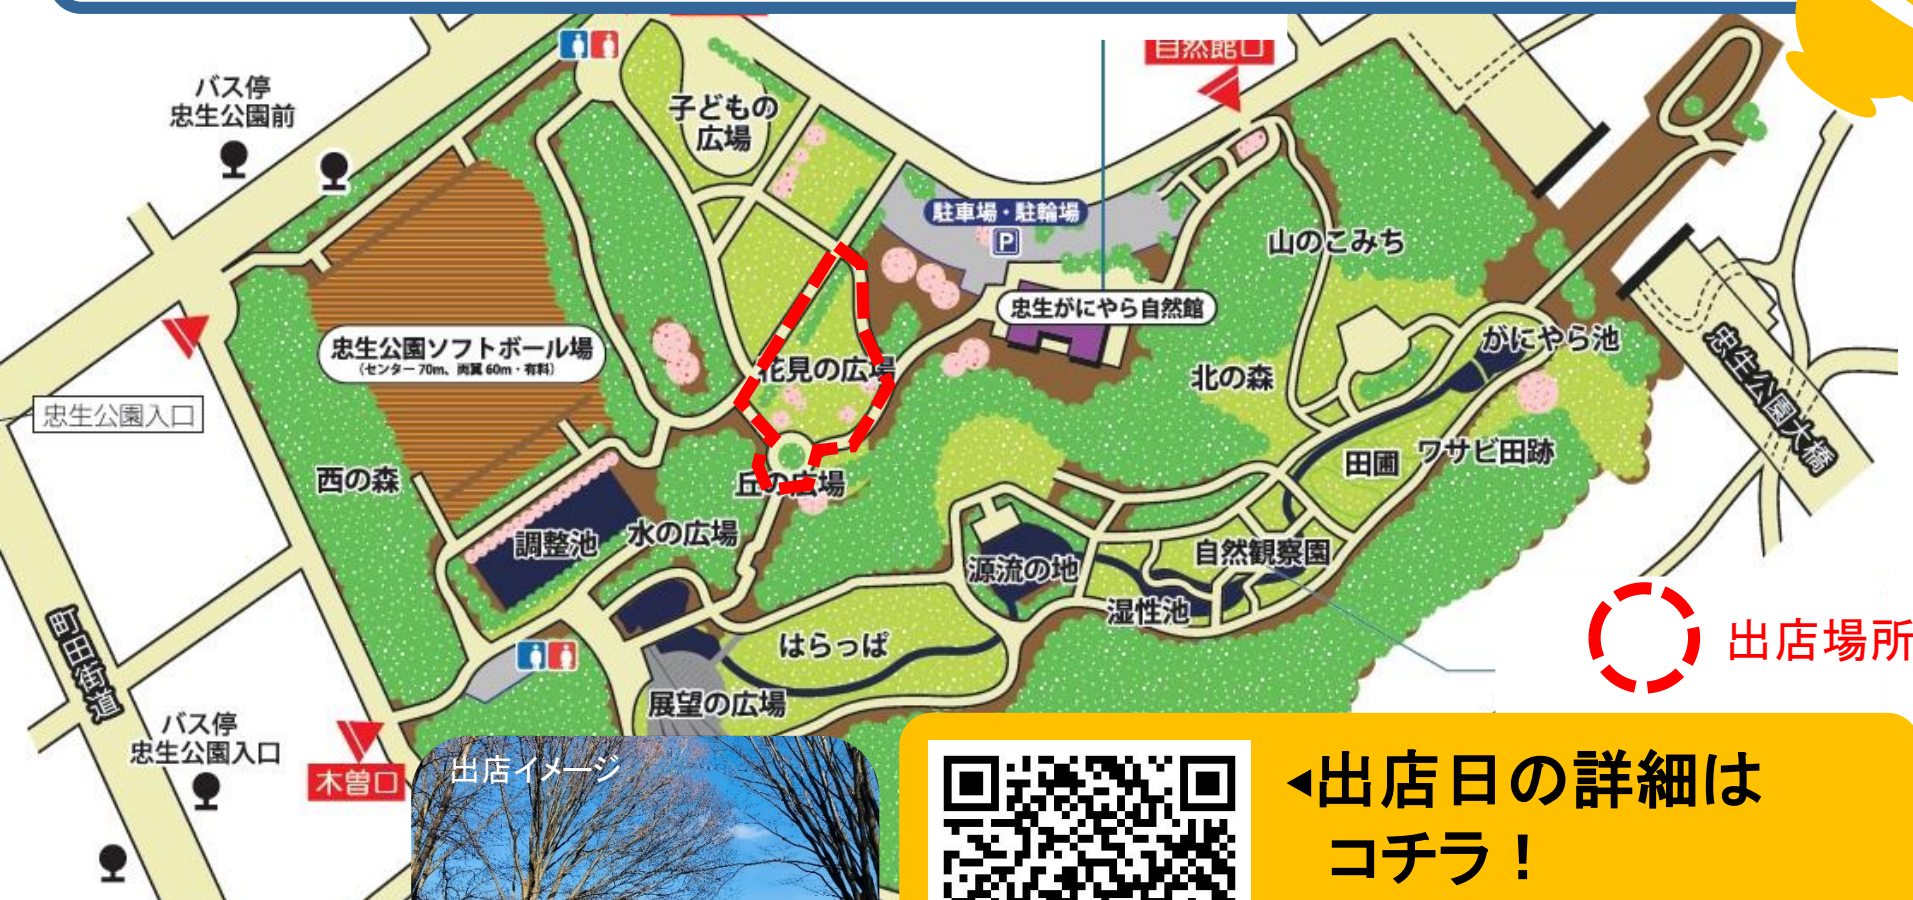 自然館口
バス停
忠生公園前
子どもの
広場
駐車場・駐輪場
P
山のこみち
忠生がにやら自然館
忠生公園ソフトボール場
(センター 70m、両翼 60m・有料)
花見の広場
がにやら池
北の森
忠生公園大橋
忠生公園入口
西の森
丘の広場
田圃
ワサビ田跡
調整池
水の広場
源流の地
自然観察園
湿性池
はらっぱ
出店場所
町田街道
展望の広場
バス停
忠生公園入口
木曽口
出店イメージ
◂出店日の詳細は
コチラ！